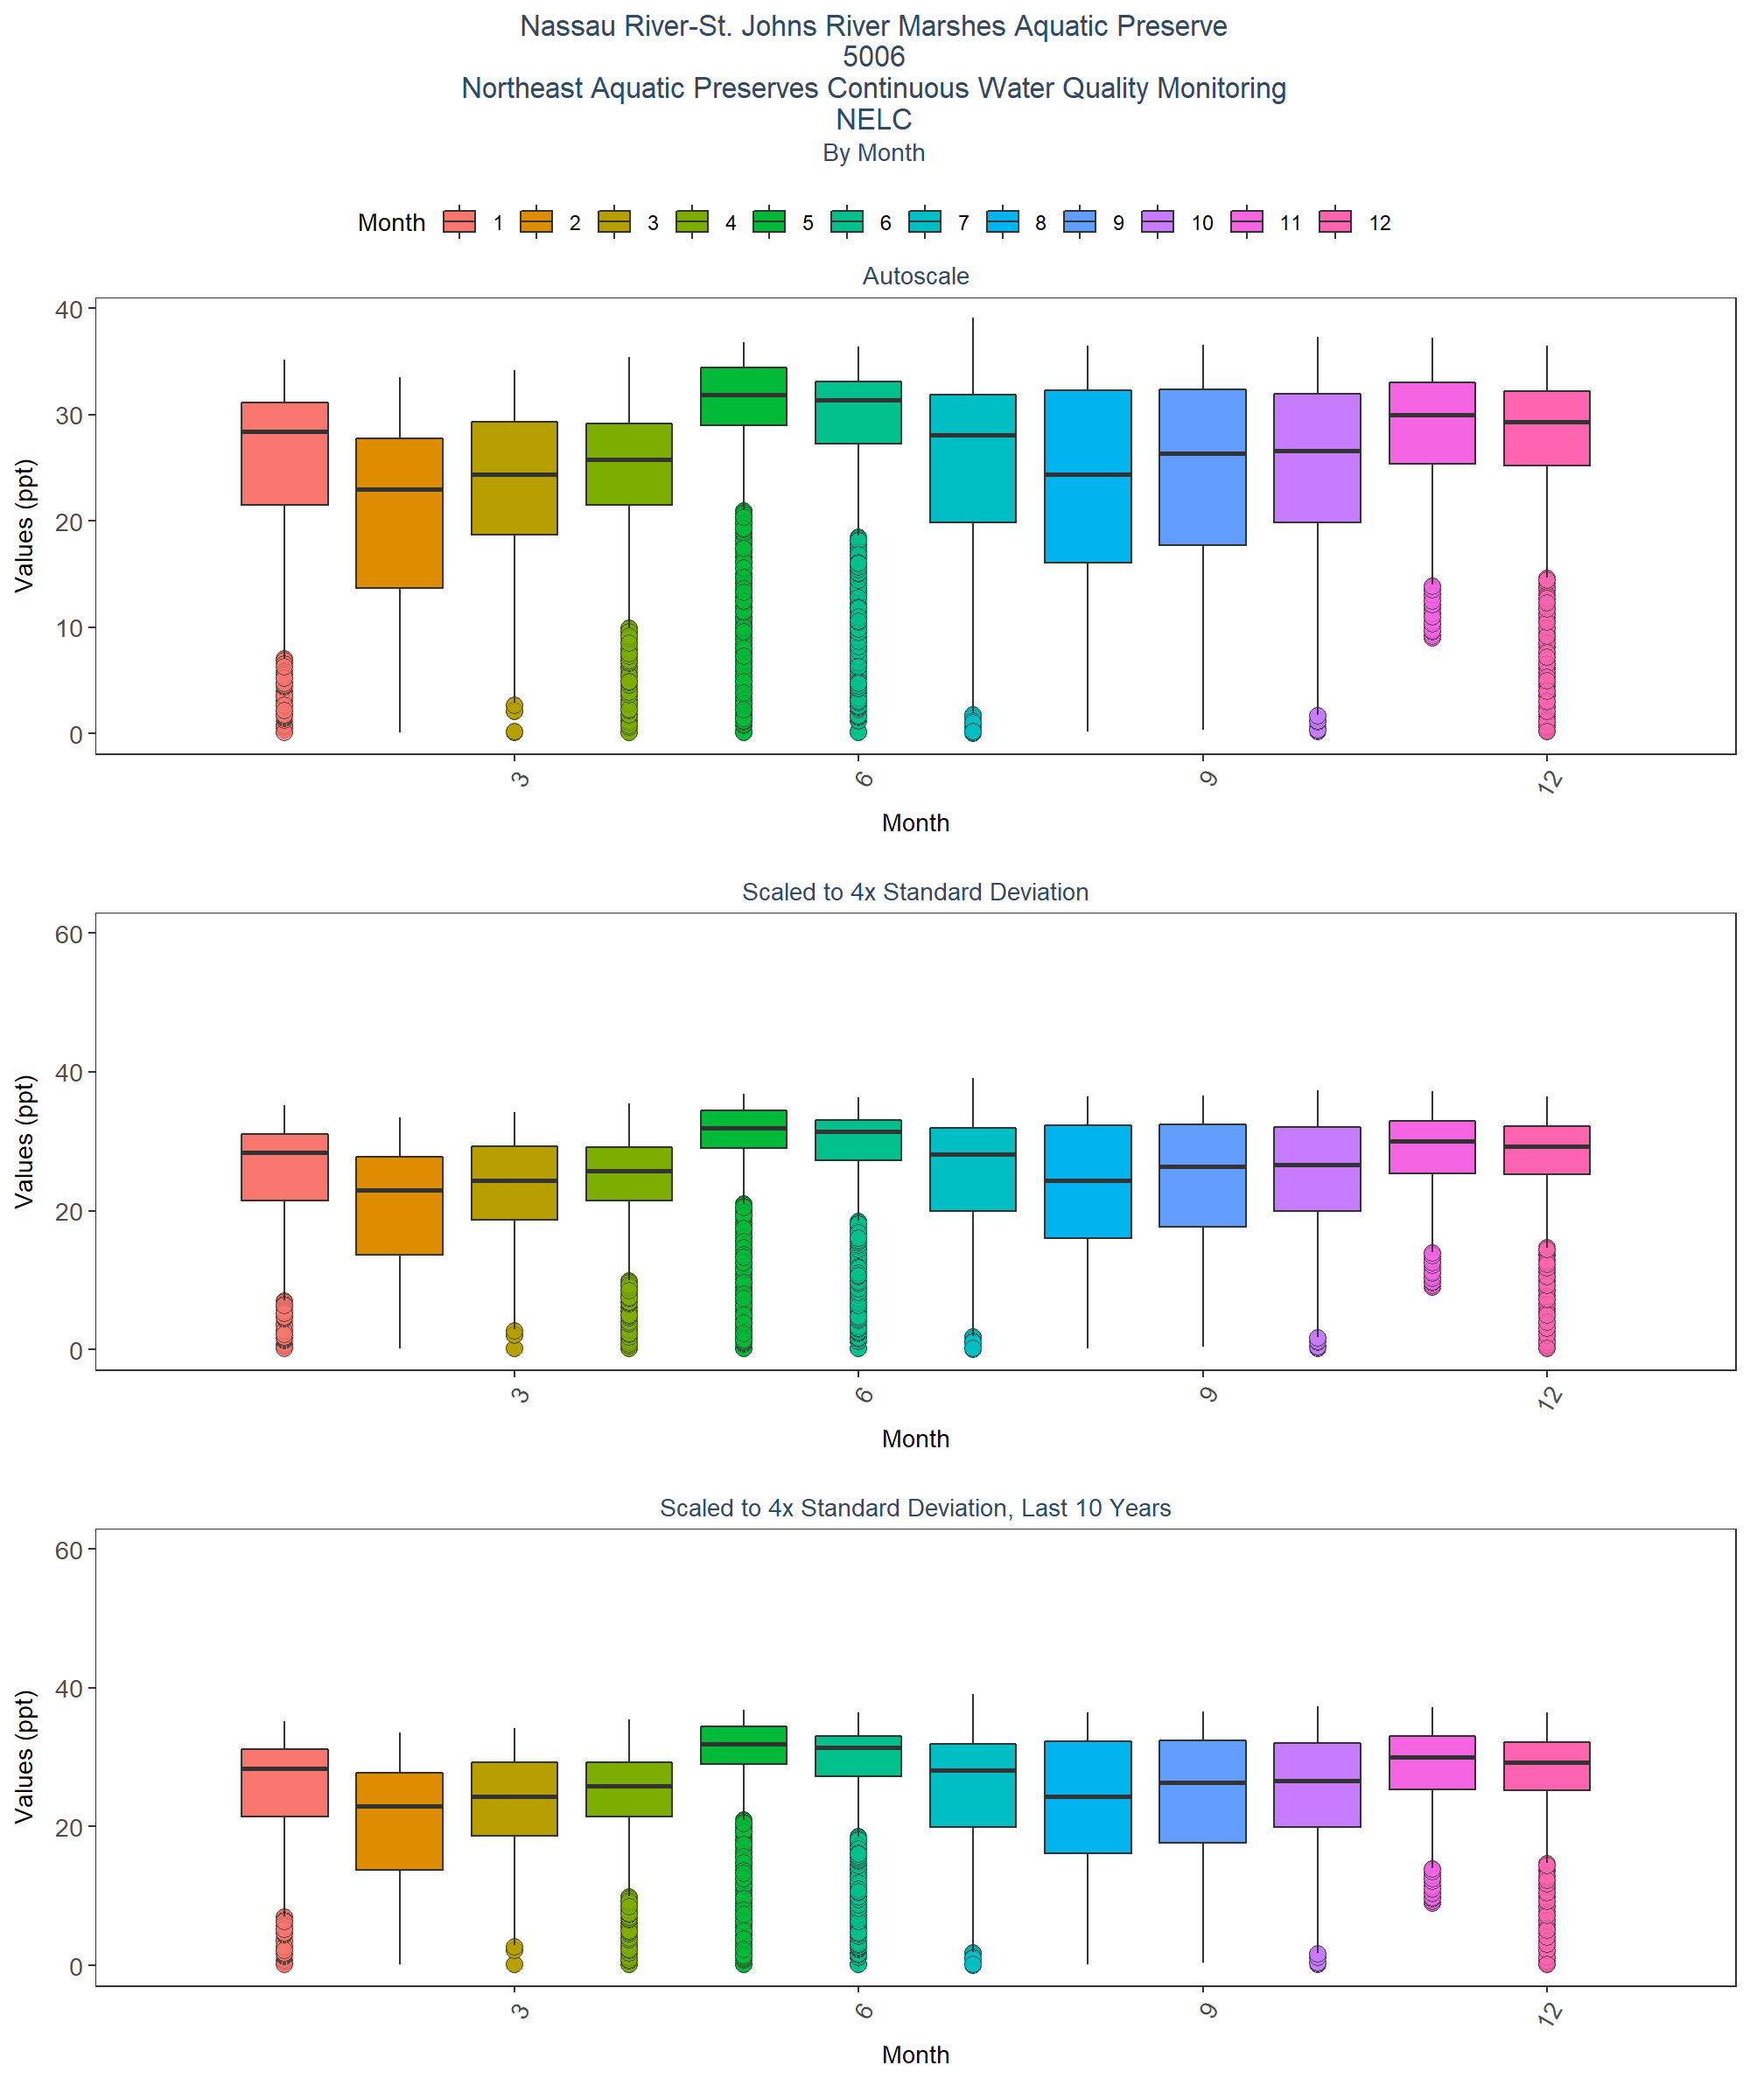 Nassau River-St. Johns River Marshes Aquatic Preserve
5006
Northeast Aquatic Preserves Continuous Water Quality Monitoring
NELC
By Month
Month 1 2 3 4 5 6 7 8 9 10 11 12
Autoscale
Values (ppt)
40
30
20
10
0
3 6 9 12
Month
Scaled to 4x Standard Deviation
Values (ppt)
60
40
20
0
3 6 9 12
Month
Scaled to 4x Standard Deviation, Last 10 Years
Values (ppt)
60
40
20
0
3 6 9 12
Month